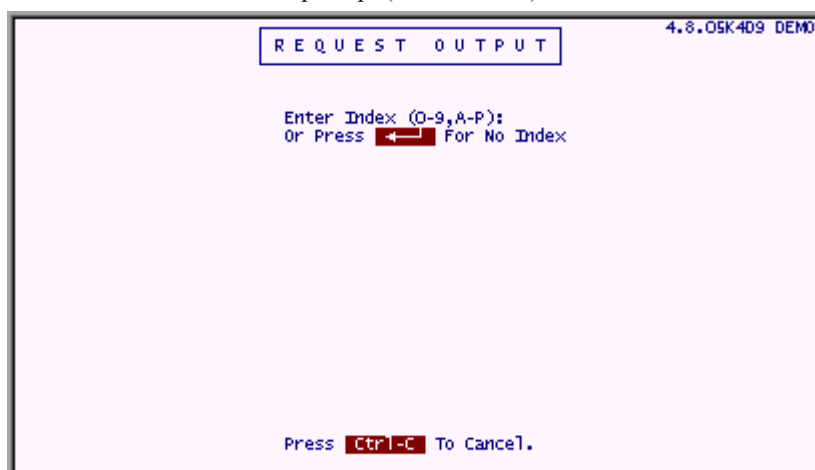 4.8.05K4D9 DEMO
REQUEST OUTPUT
Enter Index (0-9,A-P):
Or Press For No Index
Press Ctrl-C To Cancel.